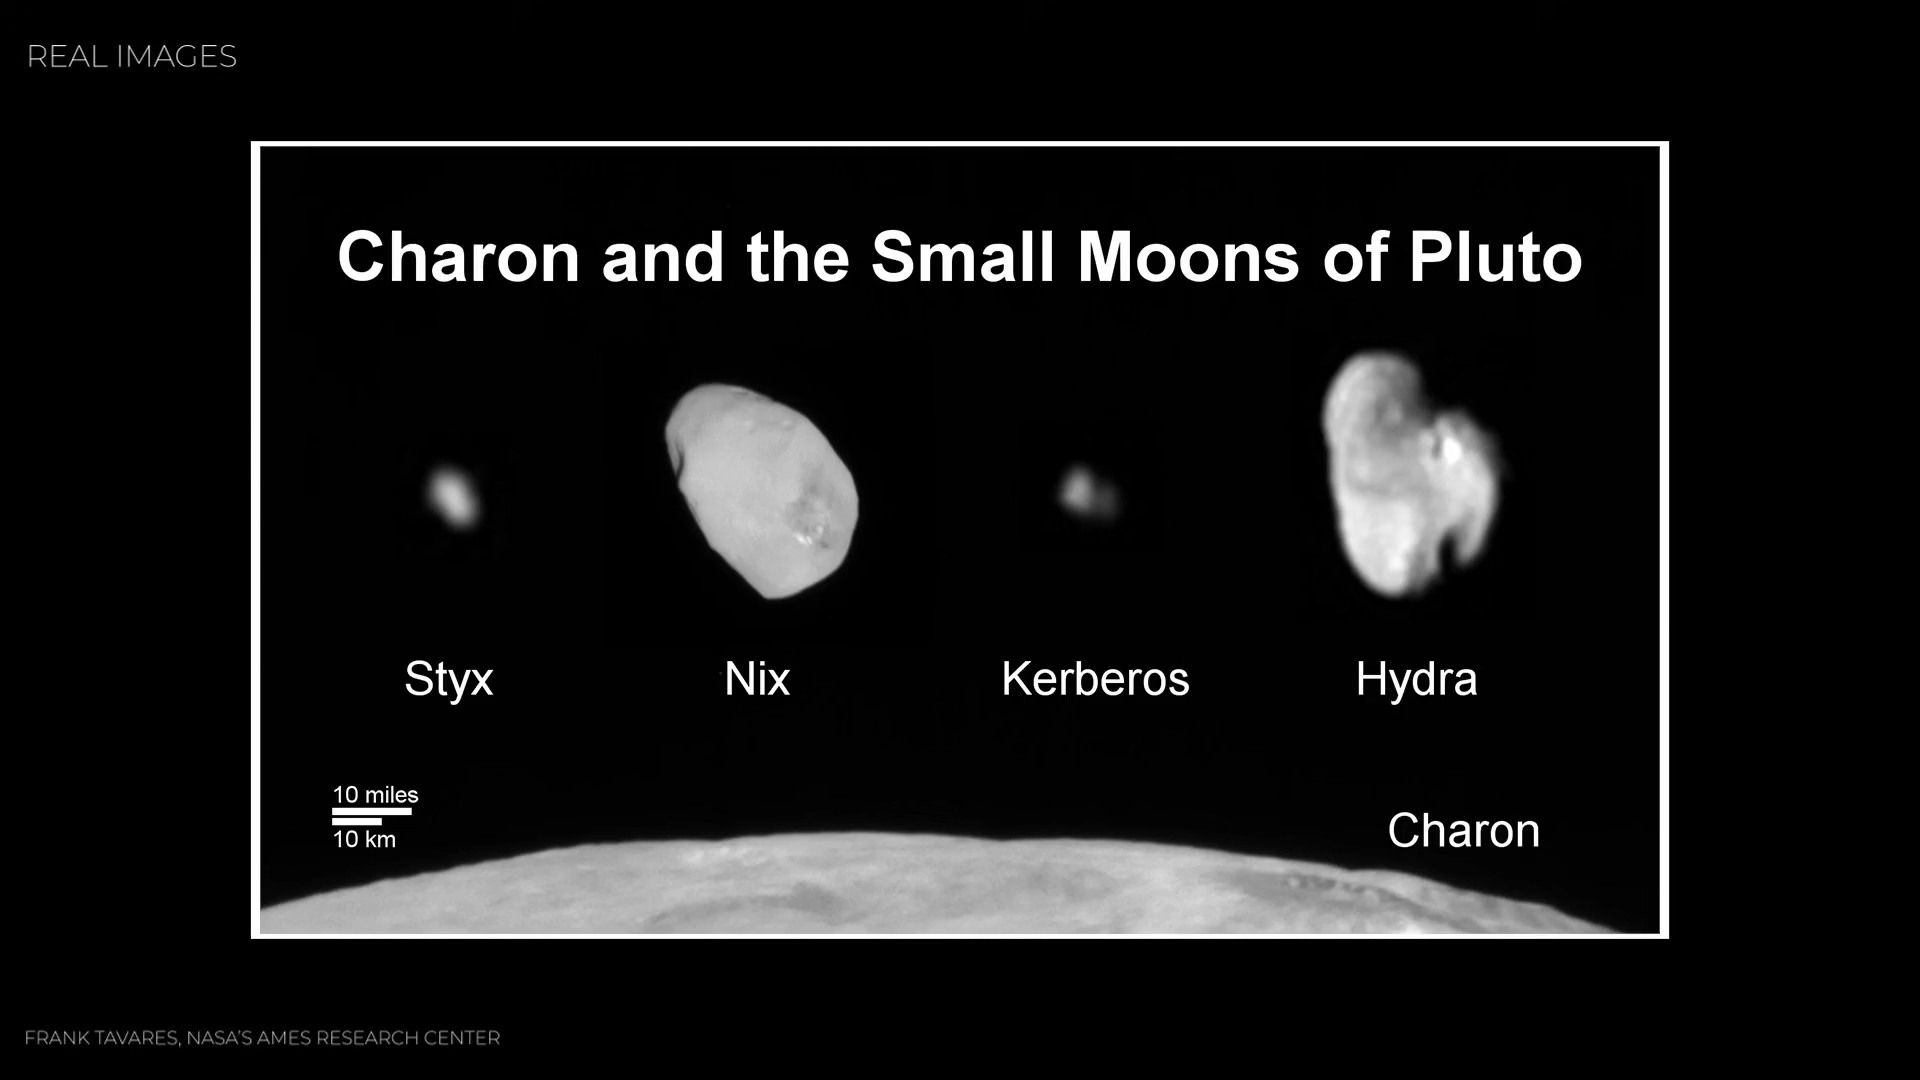 REAL IMAGES
Charon and the Small Moons of Pluto
Styx
Nix
Kerberos
Hydra
10 miles
10 km
Charon
FRANK TAVARES, NASA'S AMES RESEARCH CENTER